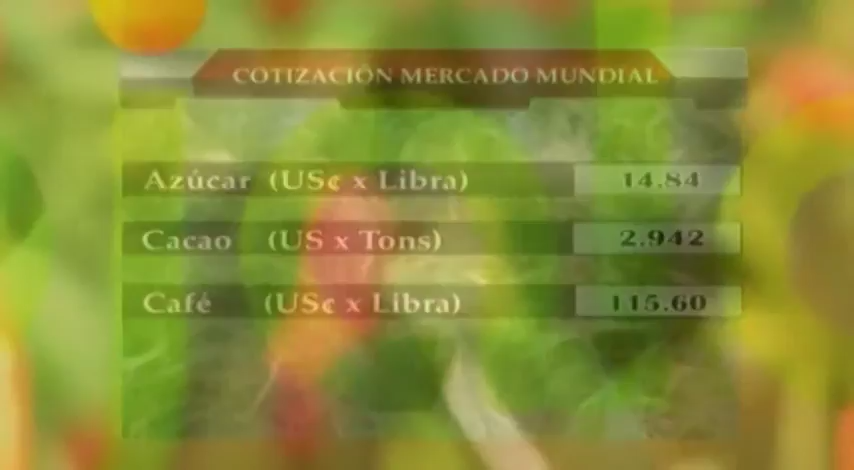 COTIZACIÓN MERCADO MUNDIAL
Azúcar (US¢ x Libra) 14.84
Cacao (US x Tons) 2.942
Café (US¢ x Libra) 115.60